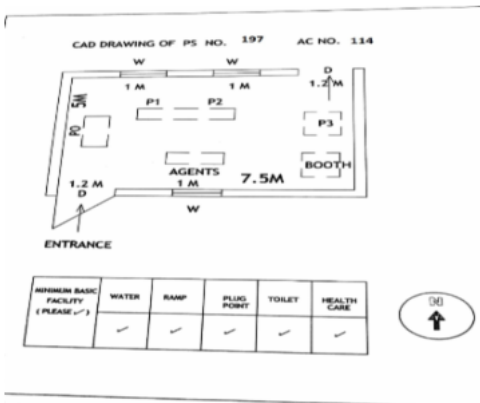 CAD DRAWING OF PS NO. 197 AC NO. 114
W W D
1 M 1 M 1.2 M
5M
P1 P2
PO
P3
AGENTS
BOOTH
1.2 M 1 M 7.5M
D
W
ENTRANCE
MINIMUM BASIC FACILITY (PLEASE ✓) WATER RAMP PLUG POINT TOILET HEALTH CARE
✓ ✓ ✓ ✓ ✓
N